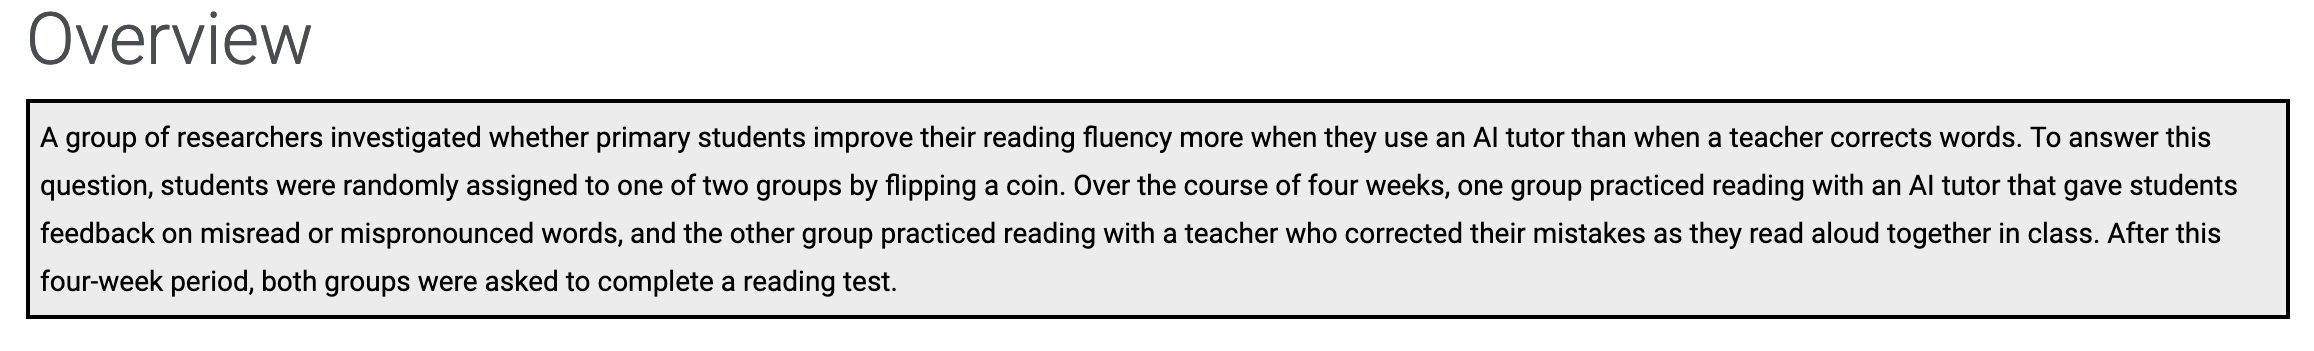 Overview
A group of researchers investigated whether primary students improve their reading fluency more when they use an AI tutor than when a teacher corrects words. To answer this
question, students were randomly assigned to one of two groups by flipping a coin. Over the course of four weeks, one group practiced reading with an AI tutor that gave students
feedback on misread or mispronounced words, and the other group practiced reading with a teacher who corrected their mistakes as they read aloud together in class. After this
four-week period, both groups were asked to complete a reading test.